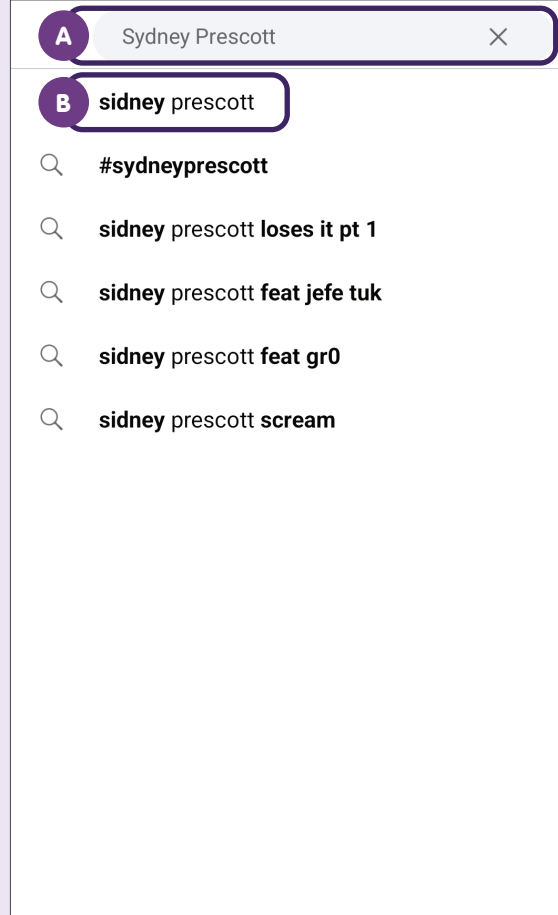 A
Sydney Prescott
B
sidney prescott
#sydneyprescott
sidney prescott loses it pt 1
sidney prescott feat jefe tuk
sidney prescott feat gr0
sidney prescott scream